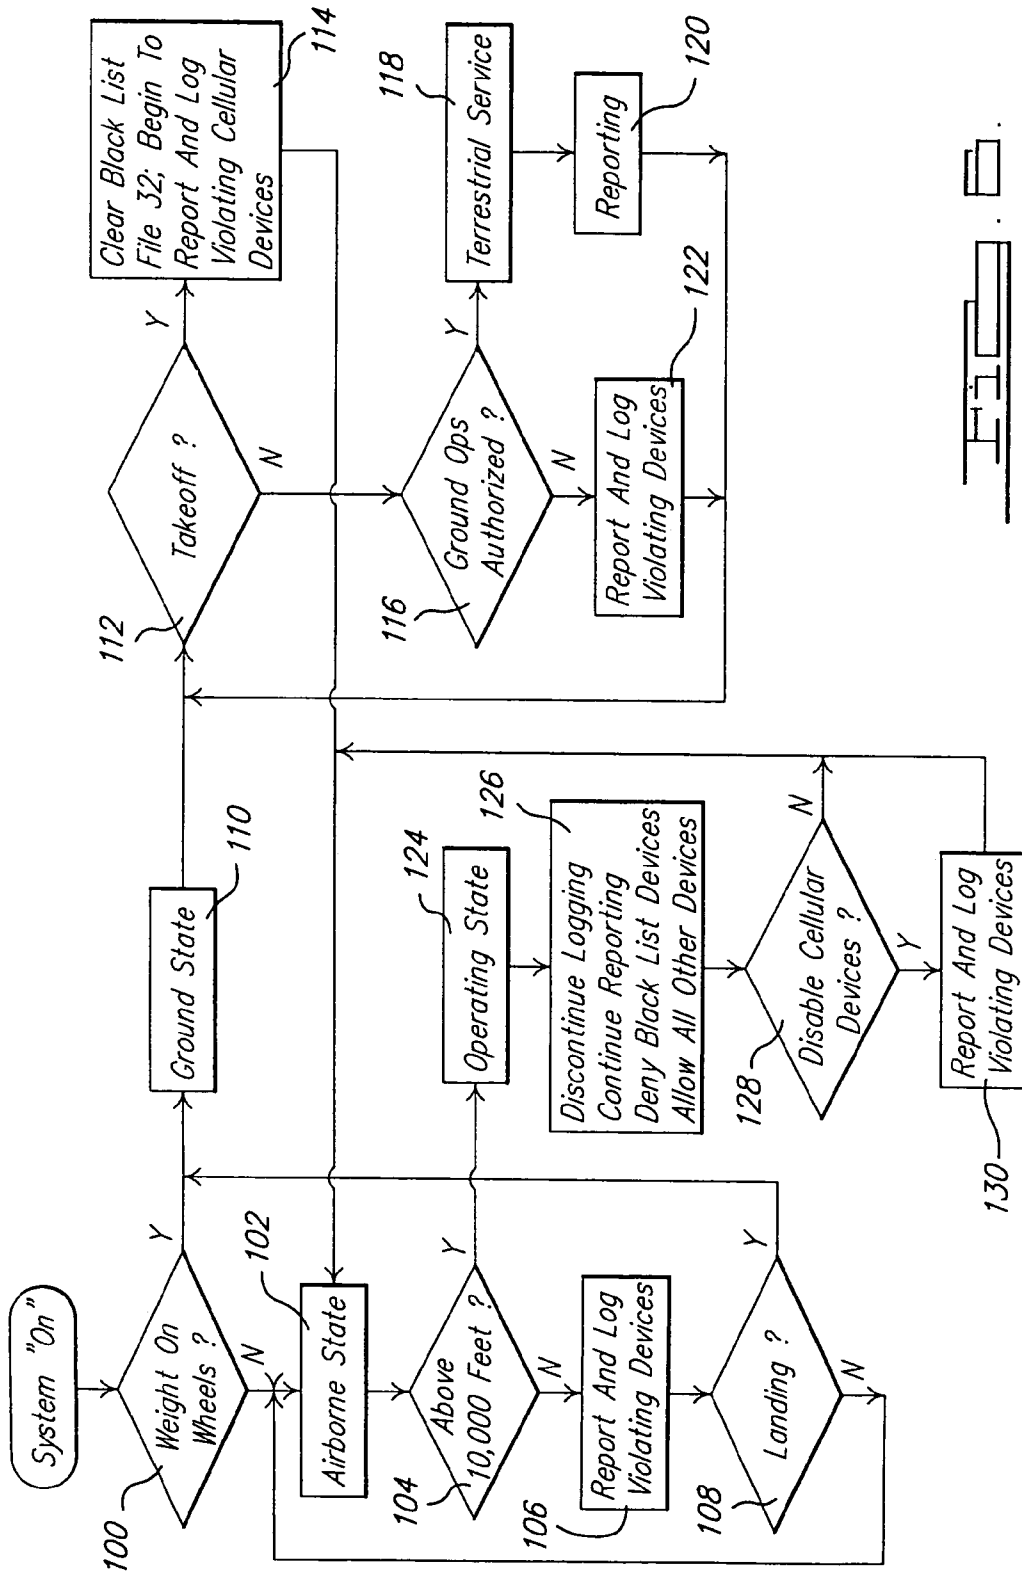 System "On"
100
Weight On
Wheels ?
Y
N
102
Airborne State
104
Above
10,000 Feet ?
Y
N
106
Report And Log
Violating Devices
108
Landing ?
Y
N
Ground State
110
124
Operating State
126
Discontinue Logging
Continue Reporting
Deny Black List Devices
Allow All Other Devices
128
Disable Cellular
Devices ?
N
Y
130
Report And Log
Violating Devices
112
Takeoff ?
Y
N
Clear Black List
File 32; Begin To
Report And Log
Violating Cellular
Devices
114
116
Ground Ops
Authorized ?
Y
N
118
Terrestrial Service
Reporting
120
122
Report And Log
Violating Devices